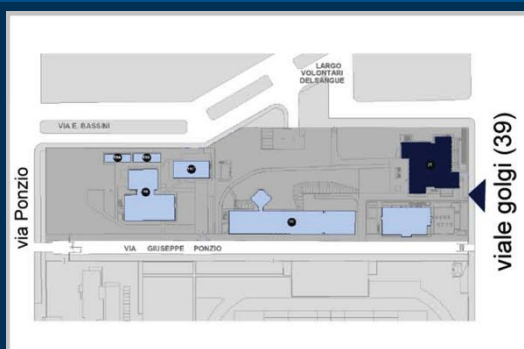 LARGO
VOLONTARI
DEL SANGUE
VIA E. BASSINI
via Ponzio
viale golgi (39)
VIA GIUSEPPE PONZIO